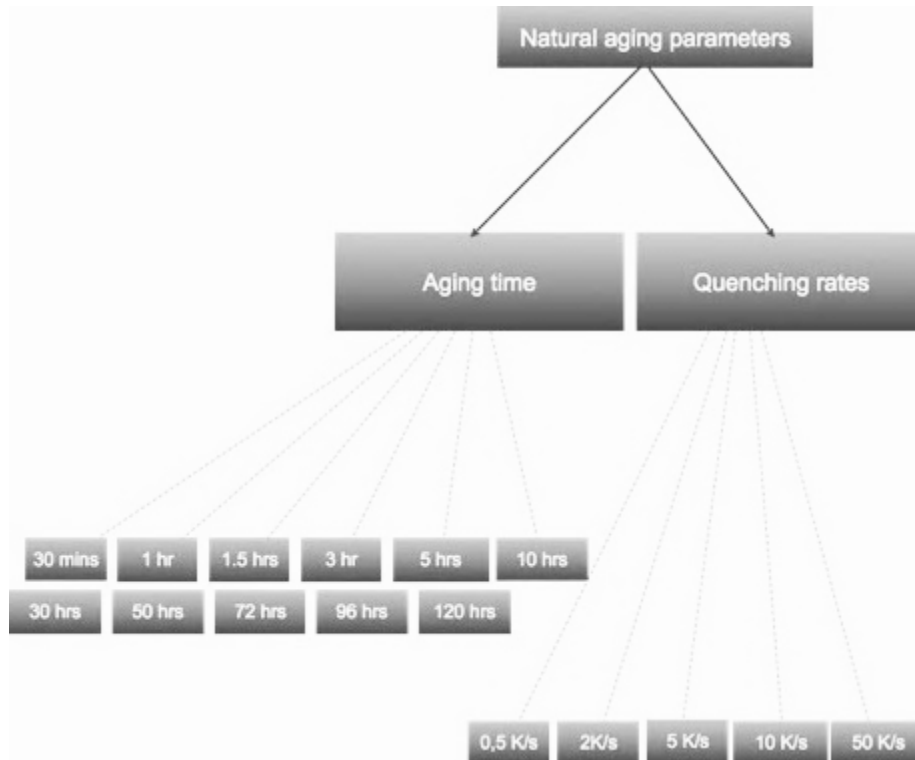 Natural aging parameters
Aging time
Quenching rates
30 mins
1 hr
1.5 hrs
3 hr
5 hrs
10 hrs
30 hrs
50 hrs
72 hrs
96 hrs
120 hrs
0,5 K/s
2K/s
5 K/s
10 K/s
50 K/s